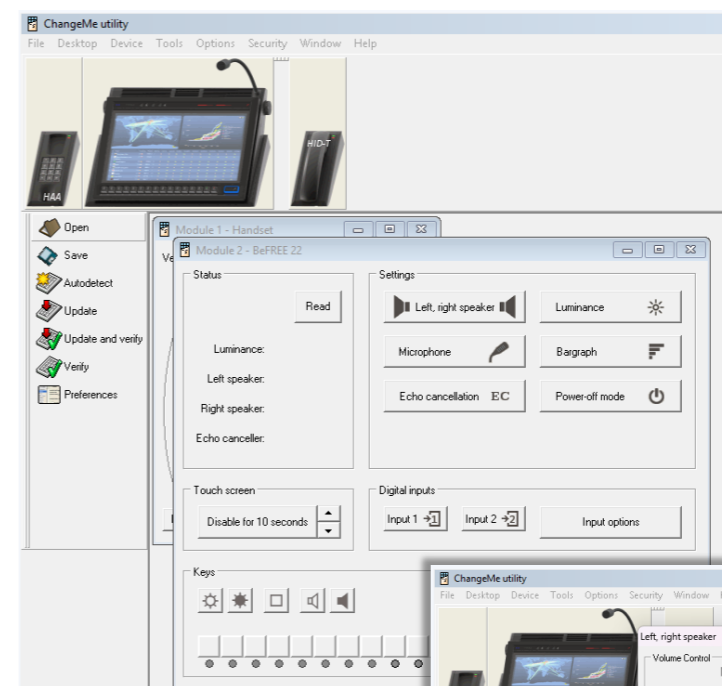 ChangeMe utility
File Desktop Device Tools Options Security Window Help
HAA
HID-T
Open
Save
Autodetect
Update
Update and verify
Verify
Preferences
Module 1 - Handset
Module 2 - BeFREE 22
Status
Read
Luminance:
Left speaker:
Right speaker:
Echo canceller:
Settings
Left, right speaker
Luminance
Microphone
Bargraph
Echo cancellation EC
Power-off mode
Touch screen
Disable for 10 seconds
Digital inputs
Input 1 1
Input 2 2
Input options
Keys
ChangeMe utility
File Desktop Device Tools Options Security Window
Left, right speaker
Volume Control